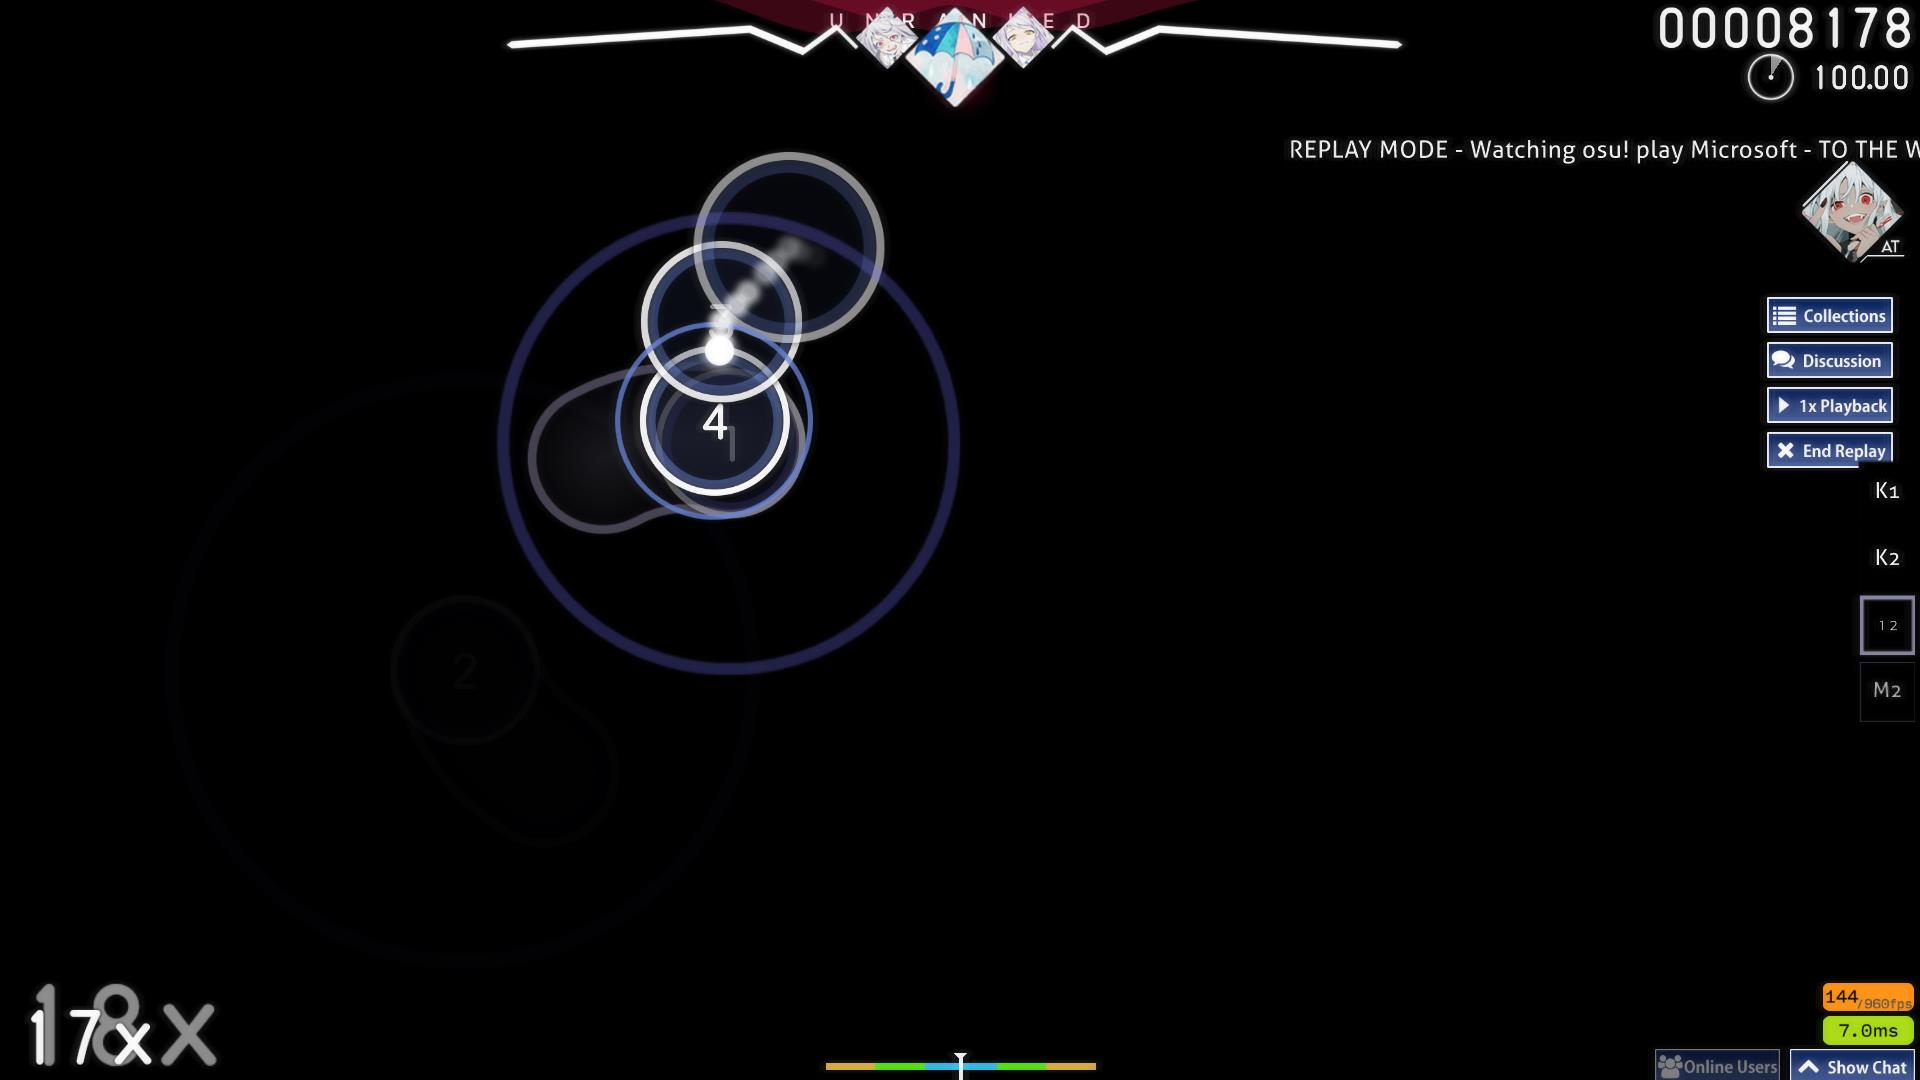 UNRANKED
00008178
100.00
REPLAY MODE - Watching osu! play Microsoft - TO THE W
AT
Collections
Discussion
1x Playback
End Replay
K1
K2
12
M2
4
1
2
18x
17x
144/960fps
7.0ms
Online Users
Show Chat